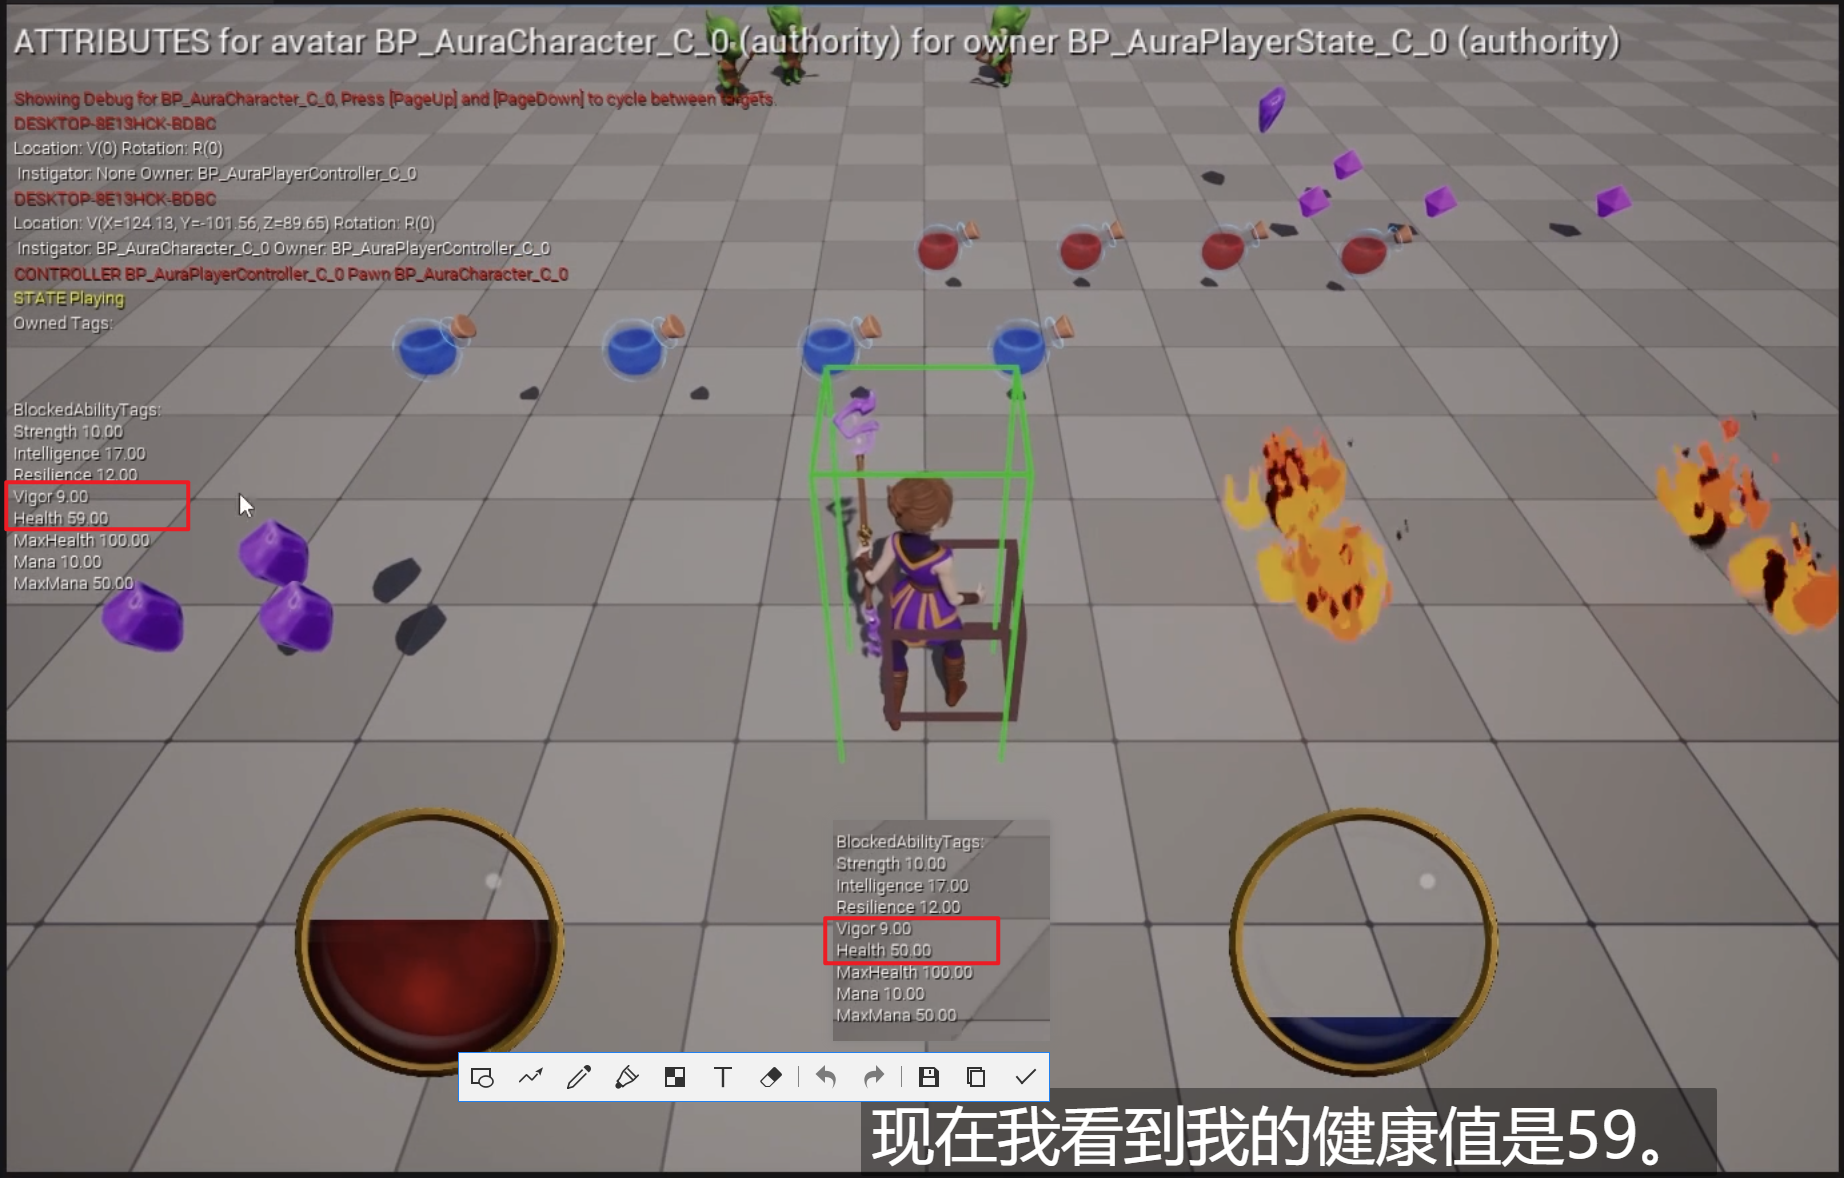 ATTRIBUTES for avatar BP_AuraCharacter_C_0 (authority) for owner BP_AuraPlayerState_C_0 (authority)
Showing Debug for BP_AuraCharacter_C_0, Press [PageUp] and [PageDown] to cycle between targets.
DESKTOP-8E13HCK-BDBC
Location: V(0) Rotation: R(0)
Instigator: None Owner: BP_AuraPlayerController_C_0
DESKTOP-8E13HCK-BDBC
Location: V(X=124.13, Y=-101.56, Z=89.65) Rotation: R(0)
Instigator: BP_AuraCharacter_C_0 Owner: BP_AuraPlayerController_C_0
CONTROLLER BP_AuraPlayerController_C_0 Pawn BP_AuraCharacter_C_0
STATE Playing
Owned Tags:
BlockedAbilityTags:
Strength 10.00
Intelligence 17.00
Resilience 12.00
Vigor 9.00
Health 59.00
MaxHealth 100.00
Mana 10.00
MaxMana 50.00
BlockedAbilityTags:
Strength 10.00
Intelligence 17.00
Resilience 12.00
Vigor 9.00
Health 50.00
MaxHealth 100.00
Mana 10.00
MaxMana 50.00
现在我看到我的健康值是59。